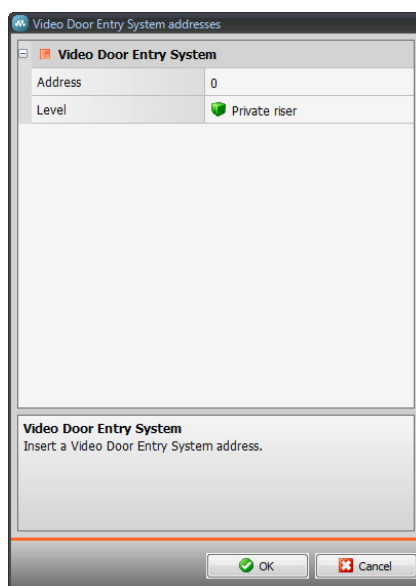 Video Door Entry System addresses
Video Door Entry System
Address 0
Level Private riser
Video Door Entry System
Insert a Video Door Entry System address.
OK Cancel